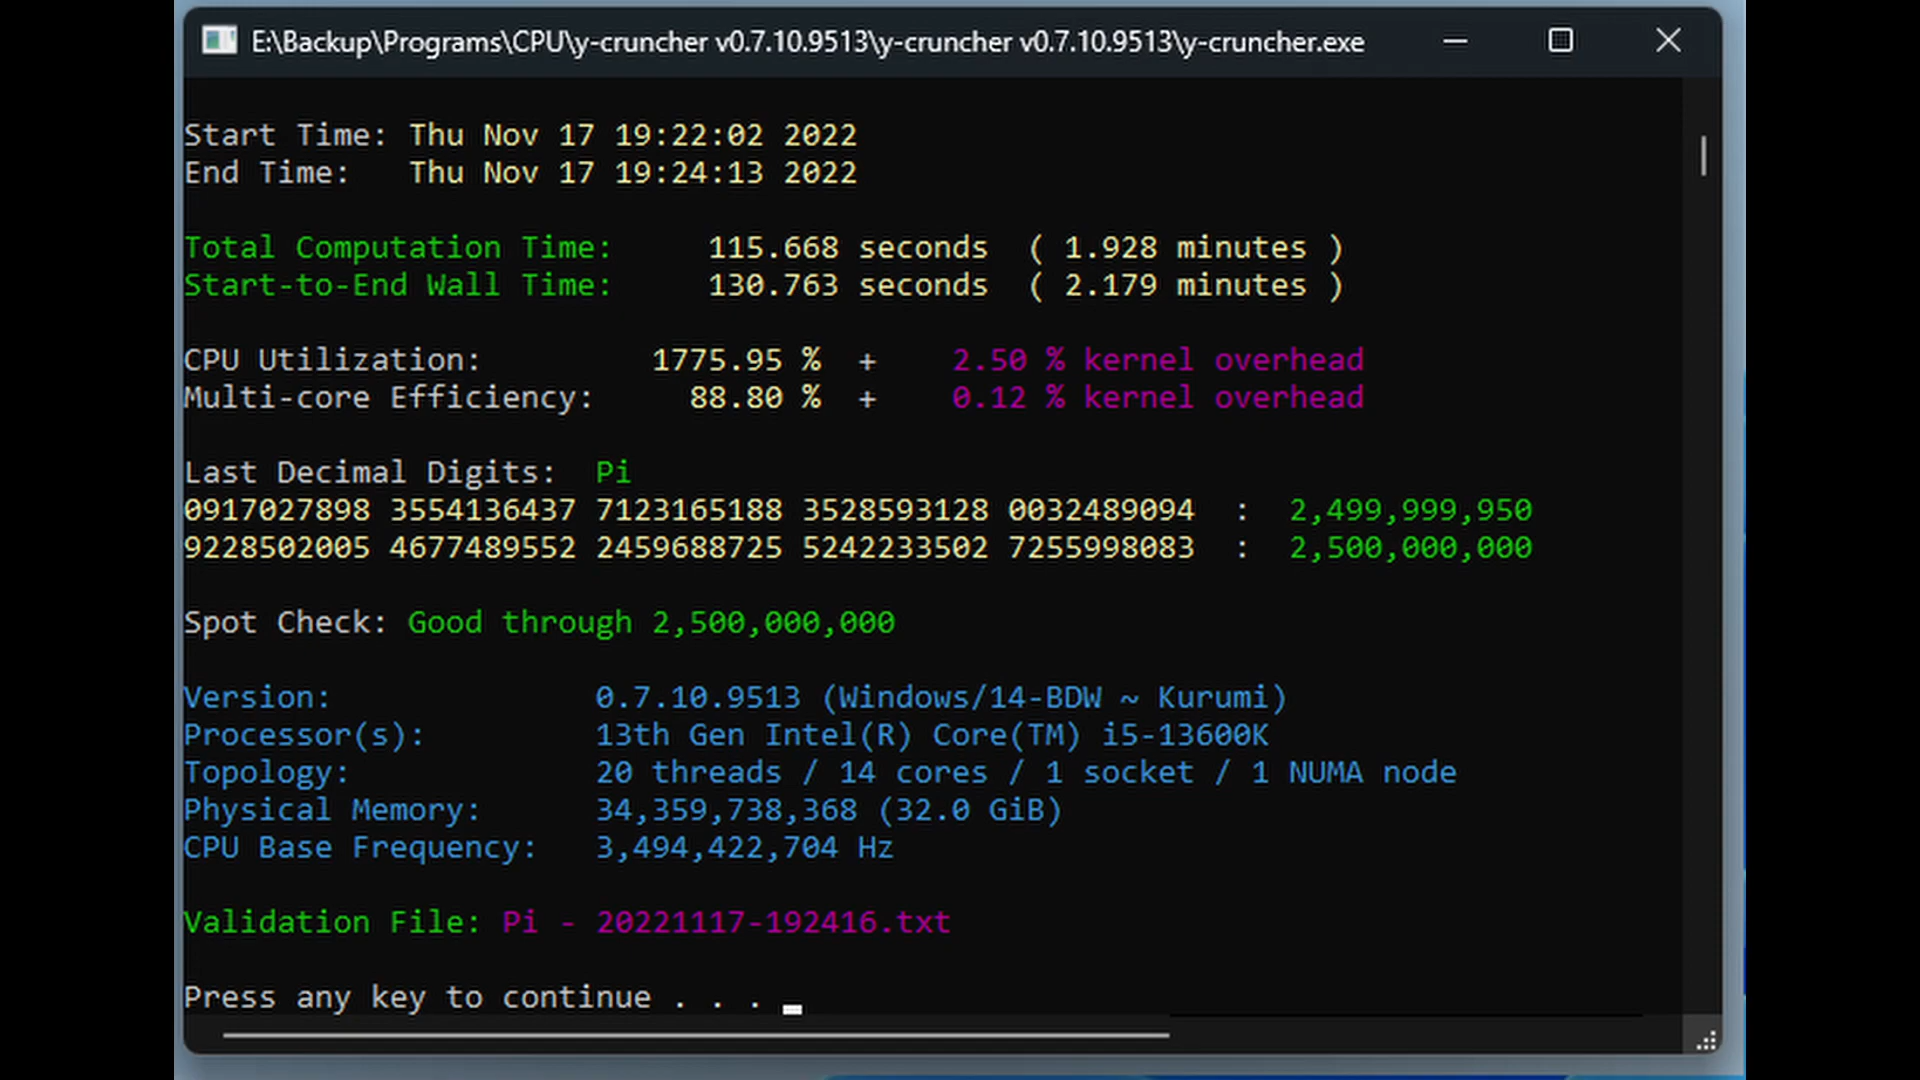 E:\Backup\Programs\CPU\y-cruncher v0.7.10.9513\y-cruncher v0.7.10.9513\y-cruncher.exe
Start Time: Thu Nov 17 19:22:02 2022
End Time: Thu Nov 17 19:24:13 2022
Total Computation Time: 115.668 seconds ( 1.928 minutes )
Start-to-End Wall Time: 130.763 seconds ( 2.179 minutes )
CPU Utilization: 1775.95 % + 2.50 % kernel overhead
Multi-core Efficiency: 88.80 % + 0.12 % kernel overhead
Last Decimal Digits: Pi
0917027898 3554136437 7123165188 3528593128 0032489094 : 2,499,999,950
9228502005 4677489552 2459688725 5242233502 7255998083 : 2,500,000,000
Spot Check: Good through 2,500,000,000
Version: 0.7.10.9513 (Windows/14-BDW ~ Kurumi)
Processor(s): 13th Gen Intel(R) Core(TM) i5-13600K
Topology: 20 threads / 14 cores / 1 socket / 1 NUMA node
Physical Memory: 34,359,738,368 (32.0 GiB)
CPU Base Frequency: 3,494,422,704 Hz
Validation File: Pi - 20221117-192416.txt
Press any key to continue . . .